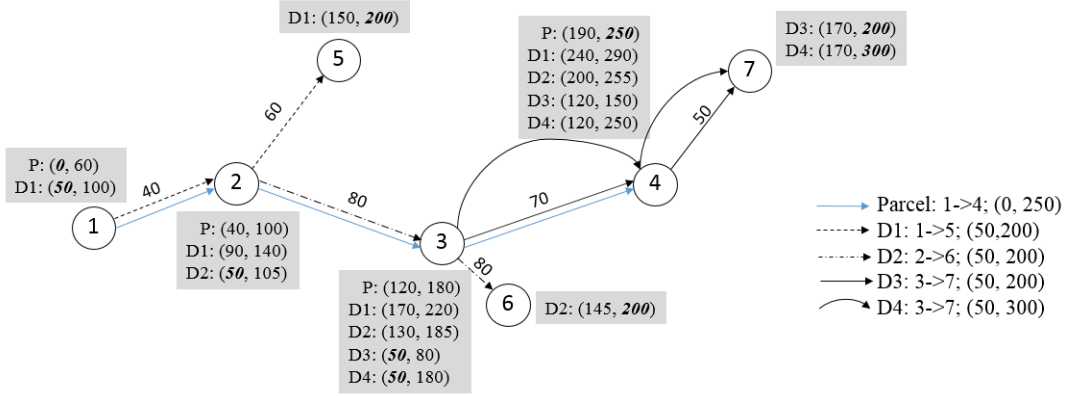 D1: (150, 200)
5
P: (190, 250)
D1: (240, 290)
D2: (200, 255)
D3: (120, 150)
D4: (120, 250)
D3: (170, 200)
D4: (170, 300)
7
60
50
P: (0, 60)
D1: (50, 100)
40
2
80
70
4
1
P: (40, 100)
D1: (90, 140)
D2: (50, 105)
3
80
P: (120, 180)
D1: (170, 220)
D2: (130, 185)
D3: (50, 80)
D4: (50, 180)
6
D2: (145, 200)
Parcel: 1->4; (0, 250)
D1: 1->5; (50,200)
D2: 2->6; (50, 200)
D3: 3->7; (50, 200)
D4: 3->7; (50, 300)